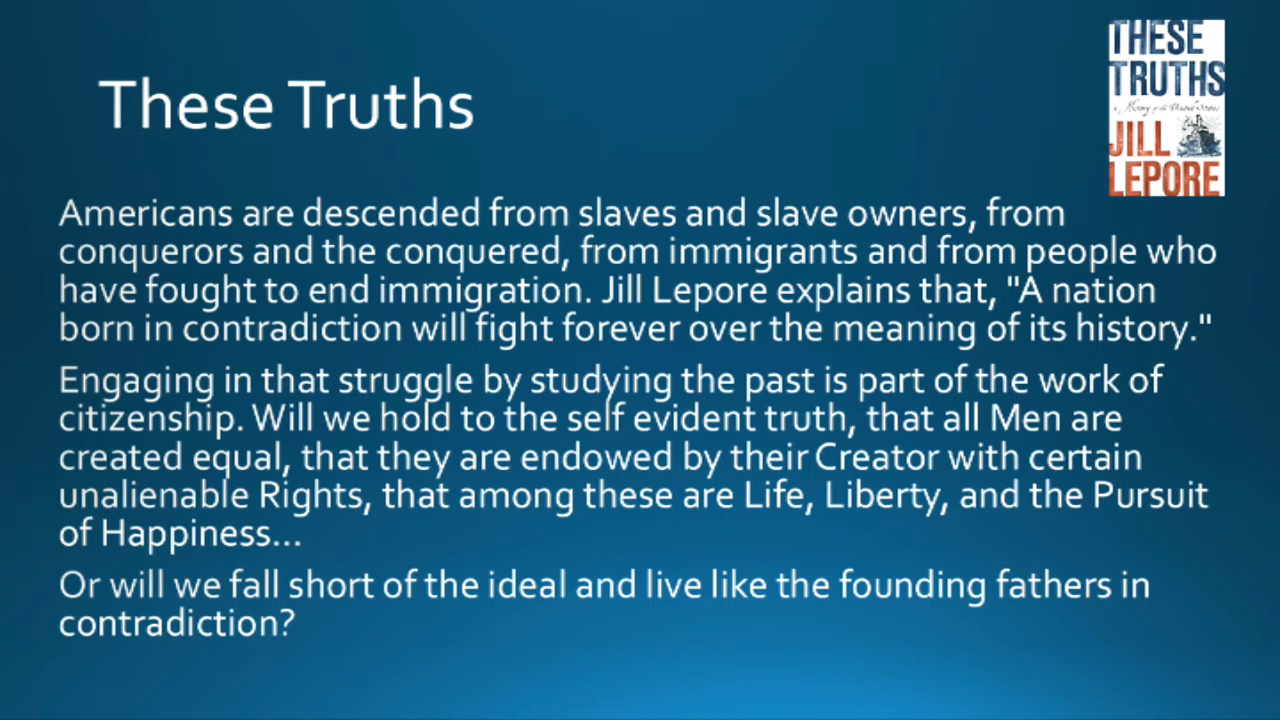 These Truths
THESE
TRUTHS
a History of the United States
JILL
LEPORE
Americans are descended from slaves and slave owners, from
conquerors and the conquered, from immigrants and from people who
have fought to end immigration. Jill Lepore explains that, "A nation
born in contradiction will fight forever over the meaning of its history."
Engaging in that struggle by studying the past is part of the work of
citizenship. Will we hold to the self evident truth, that all Men are
created equal, that they are endowed by their Creator with certain
unalienable Rights, that among these are Life, Liberty, and the Pursuit
of Happiness...
Or will we fall short of the ideal and live like the founding fathers in
contradiction?